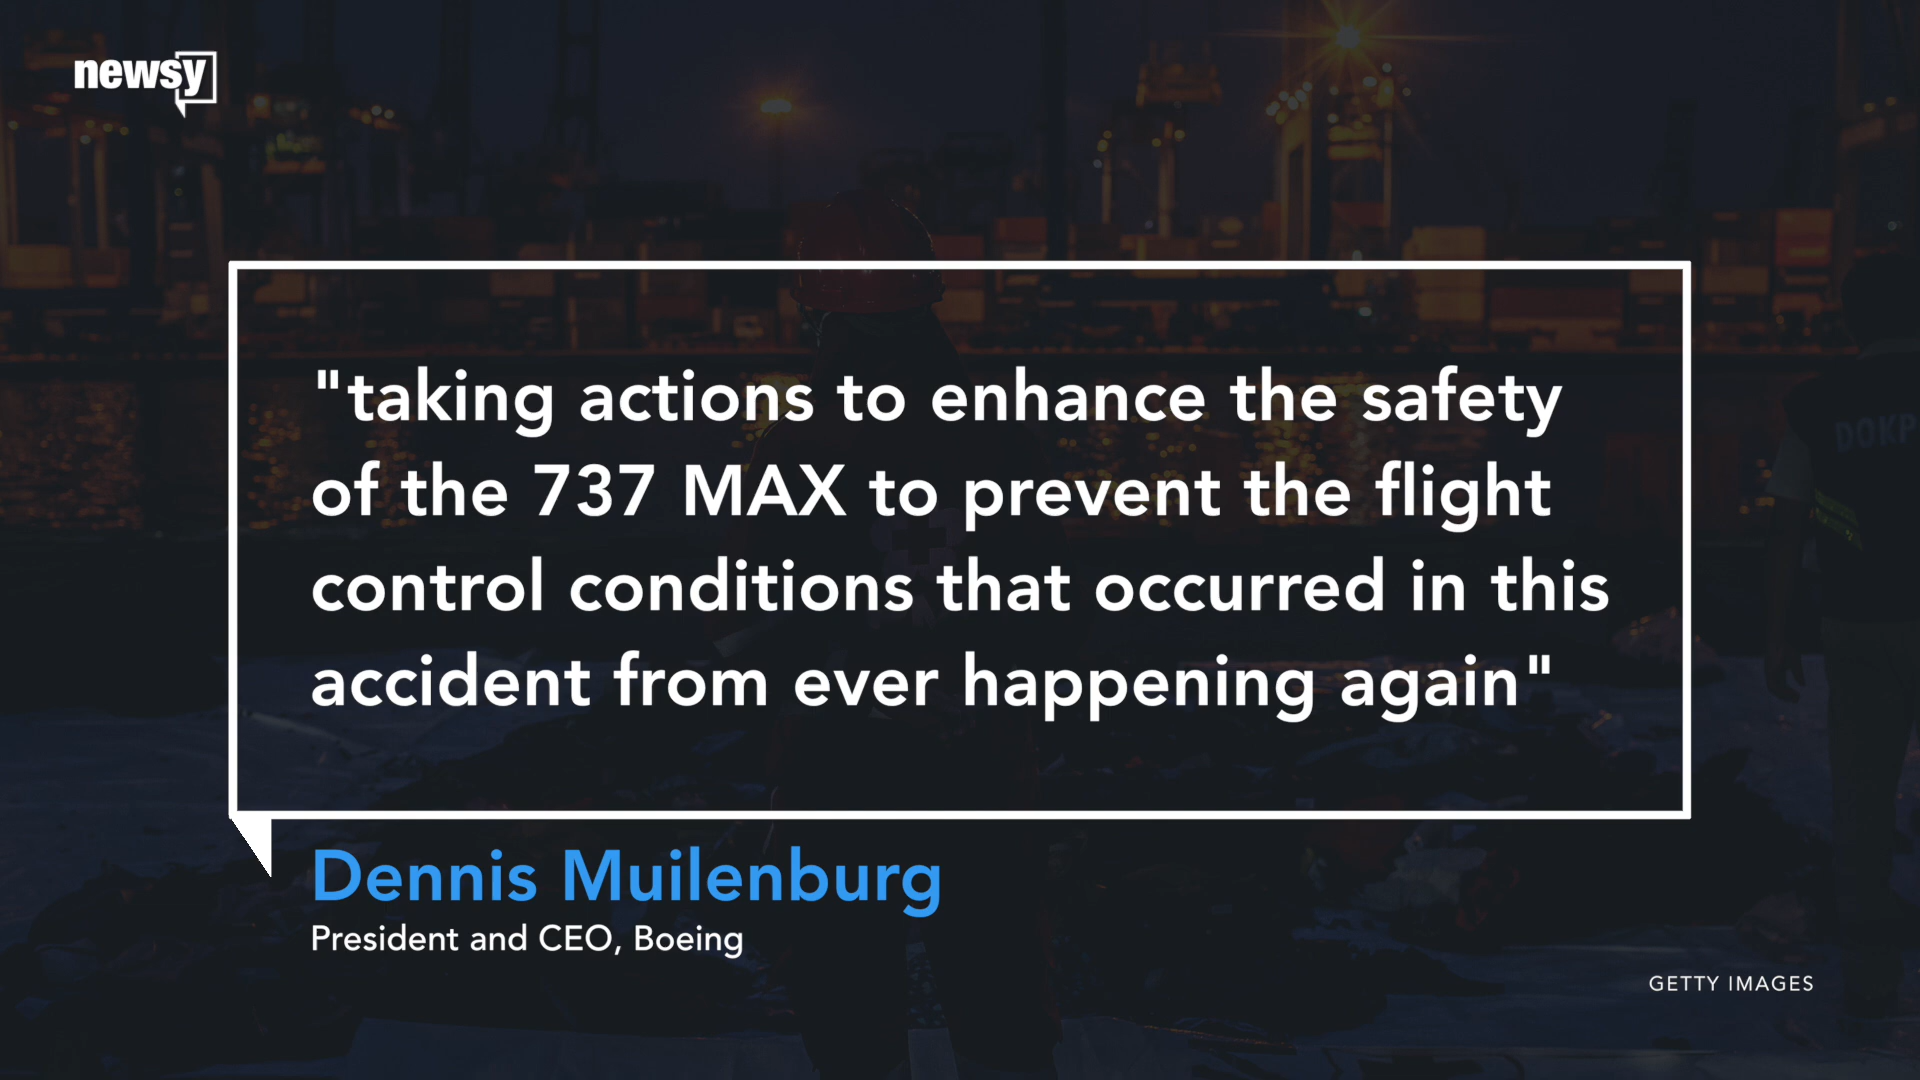 newsy
"taking actions to enhance the safety
of the 737 MAX to prevent the flight
control conditions that occurred in this
accident from ever happening again"
Dennis Muilenburg
President and CEO, Boeing
GETTY IMAGES
DOKP